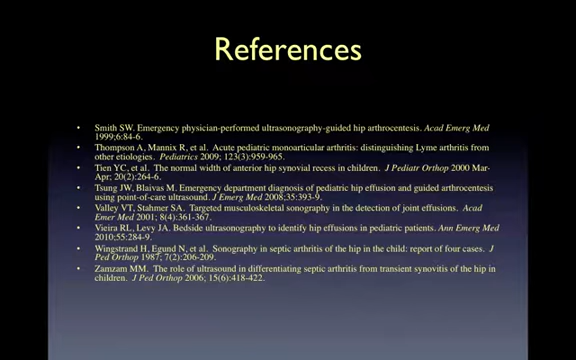 References
• Smith SW. Emergency physician-performed ultrasonography-guided hip arthrocentesis. Acad Emerg Med
1999;6:84-6.
• Thompson A, Mannix R, et al. Acute pediatric monoarticular arthritis: distinguishing Lyme arthritis from
other etiologies. Pediatrics 2009; 123(3):959-965.
• Tien YC, et al. The normal width of anterior hip synovial recess in children. J Pediatr Orthop 2000 Mar-
Apr; 20(2):264-6.
• Tsung JW, Blaivas M. Emergency department diagnosis of pediatric hip effusion and guided arthrocentesis
using point-of-care ultrasound. J Emerg Med 2008;35:393-9.
• Valley VT, Stahmer SA. Targeted musculoskeletal sonography in the detection of joint effusions. Acad
Emer Med 2001; 8(4):361-367.
• Vieira RL, Levy JA. Bedside ultrasonography to identify hip effusions in pediatric patients. Ann Emerg Med
2010;55:284-9.
• Wingstrand H, Egund N, et al. Sonography in septic arthritis of the hip in the child: report of four cases. J
Ped Orthop 1987; 7(2):206-209.
• Zamzam MM. The role of ultrasound in differentiating septic arthritis from transient synovitis of the hip in
children. J Ped Orthop 2006; 15(6):418-422.